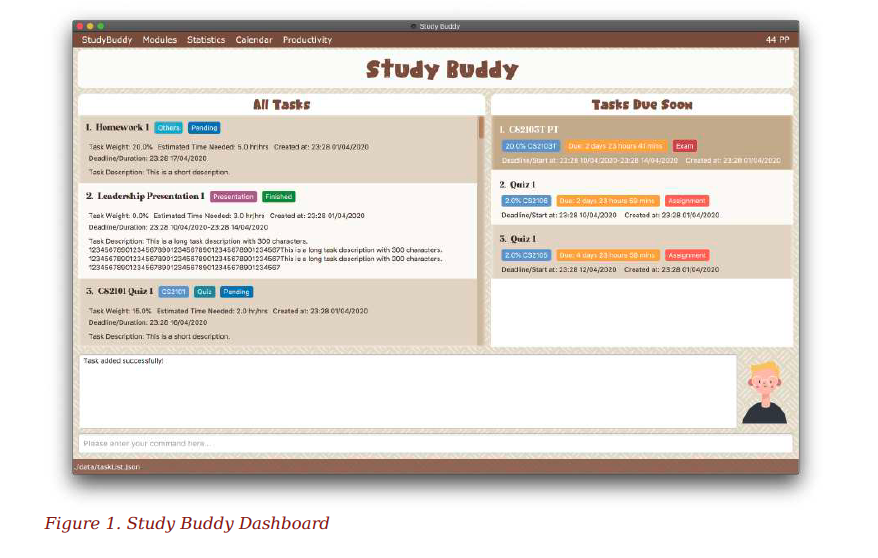 Study Buddy
StudyBuddy Modules Statistics Calendar Productivity 44 PP
Study Buddy
All Tasks
1. Homework 1 Others Pending
Task Weight: 20.0% Estimated Time Needed: 5.0 hr/hrs Created at: 23:28 01/04/2020
Deadline/Duration: 23:28 17/04/2020
Task Description: This is a short description.
2. Leadership Presentation 1 Presentation Finished
Task Weight: 0.0% Estimated Time Needed: 3.0 hr/hrs Created at: 23:28 01/04/2020
Deadline/Duration: 23:28 10/04/2020-23:28 14/04/2020
Task Description: This is a long task description with 300 characters.
1234567890123456789012345678901234567This is a long task description with 300 characters.
1234567890123456789012345678901234567This is a long task description with 300 characters.
1234567890123456789012345678901234567
3. CS2101 Quiz 1 CS2101 Quiz Pending
Task Weight: 15.0% Estimated Time Needed: 2.0 hr/hrs Created at: 23:28 01/04/2020
Deadline/Duration: 23:28 16/04/2020
Task Description: This is a short description.
Tasks Due Soon
1. CS2103T PT
20.0% CS2103T Due: 2 days 23 hours 41 mins Exam
Deadline/Start at: 23:28 10/04/2020-23:28 14/04/2020 Created at: 23:28 01/04/2020
2. Quiz 1
2.0% CS2106 Due: 2 days 23 hours mins Assignment
Deadline/Start at: 23:28 10/04/2020 Created at: 23:28 01/04/2020
3. Quiz 1
2.0% Due: 4 days 23 hours mins Assignment
Deadline/Start at: 23:28 12/04/2020 Created at: 23:28 01/04/2020
Task added successfully!
Please enter your command here...
./data/taskList.json
Figure 1. Study Buddy Dashboard